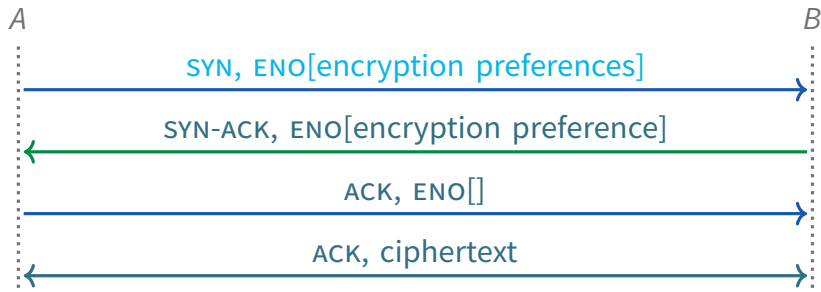 A B
SYN, ENO[encryption preferences]
SYN-ACK, ENO[encryption preference]
ACK, ENO[]
ACK, ciphertext